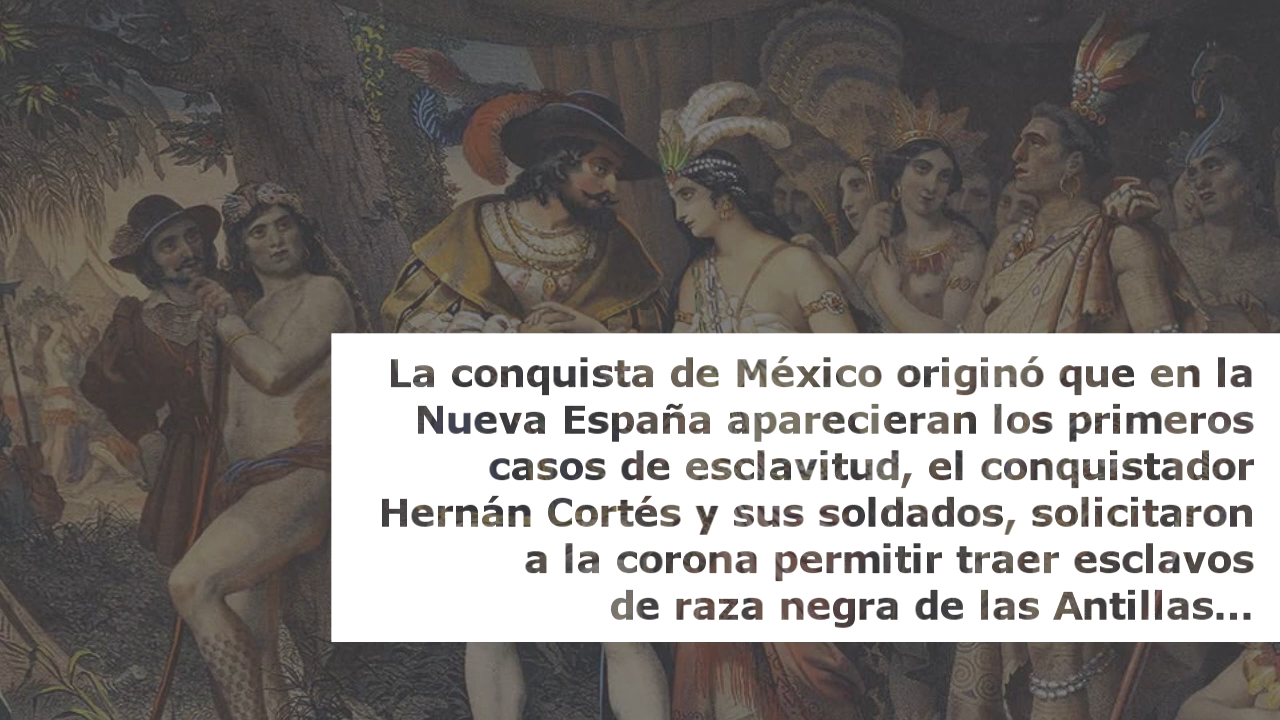 La conquista de México originó que en la
Nueva España aparecieran los primeros
casos de esclavitud, el conquistador
Hernán Cortés y sus soldados, solicitaron
a la corona permitir traer esclavos
de raza negra de las Antillas...